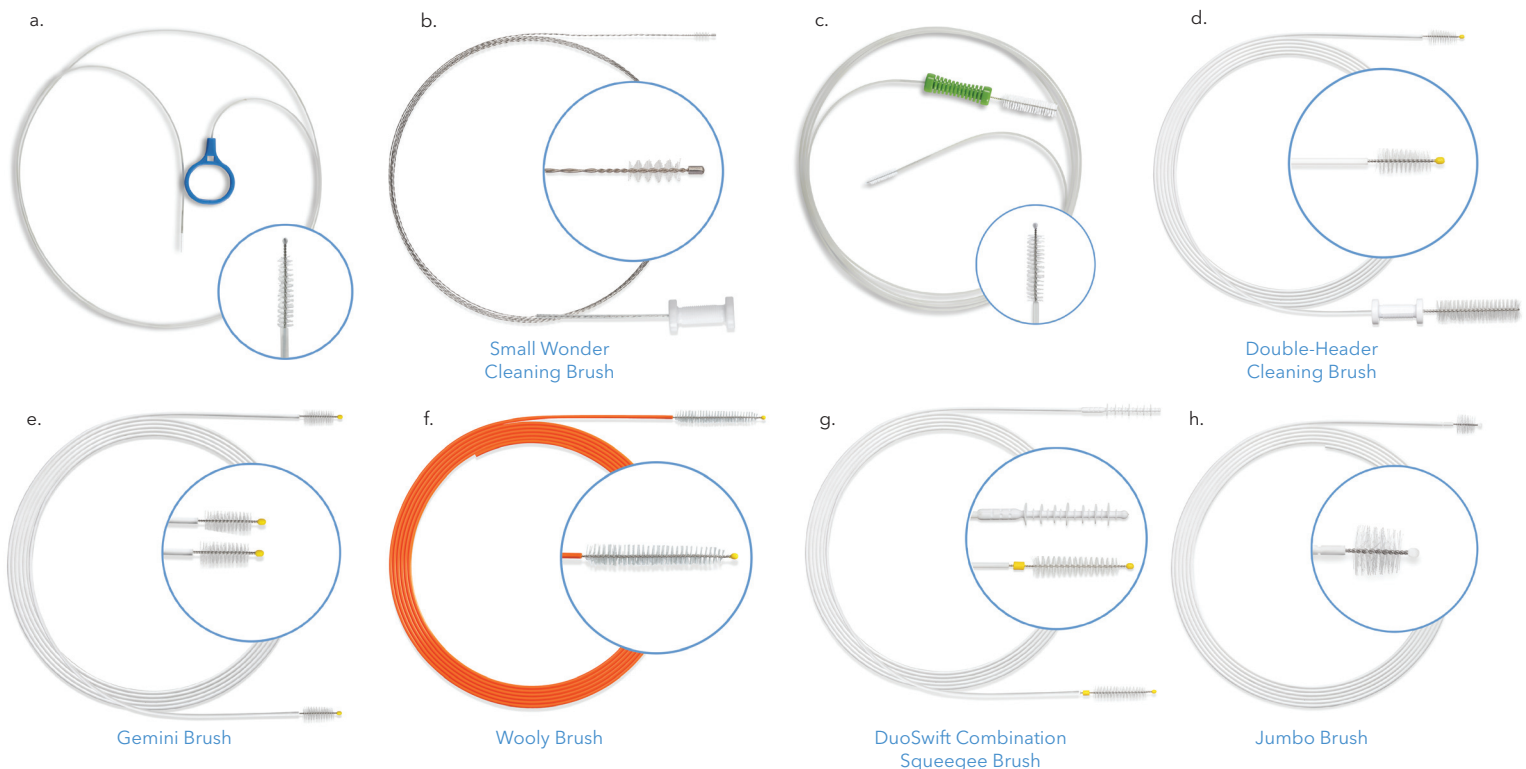 a.
b.
c.
d.
Small Wonder
Cleaning Brush
Double-Header
Cleaning Brush
e.
f.
g.
h.
Gemini Brush
Wooly Brush
DuoSwift Combination
Squeegee Brush
Jumbo Brush